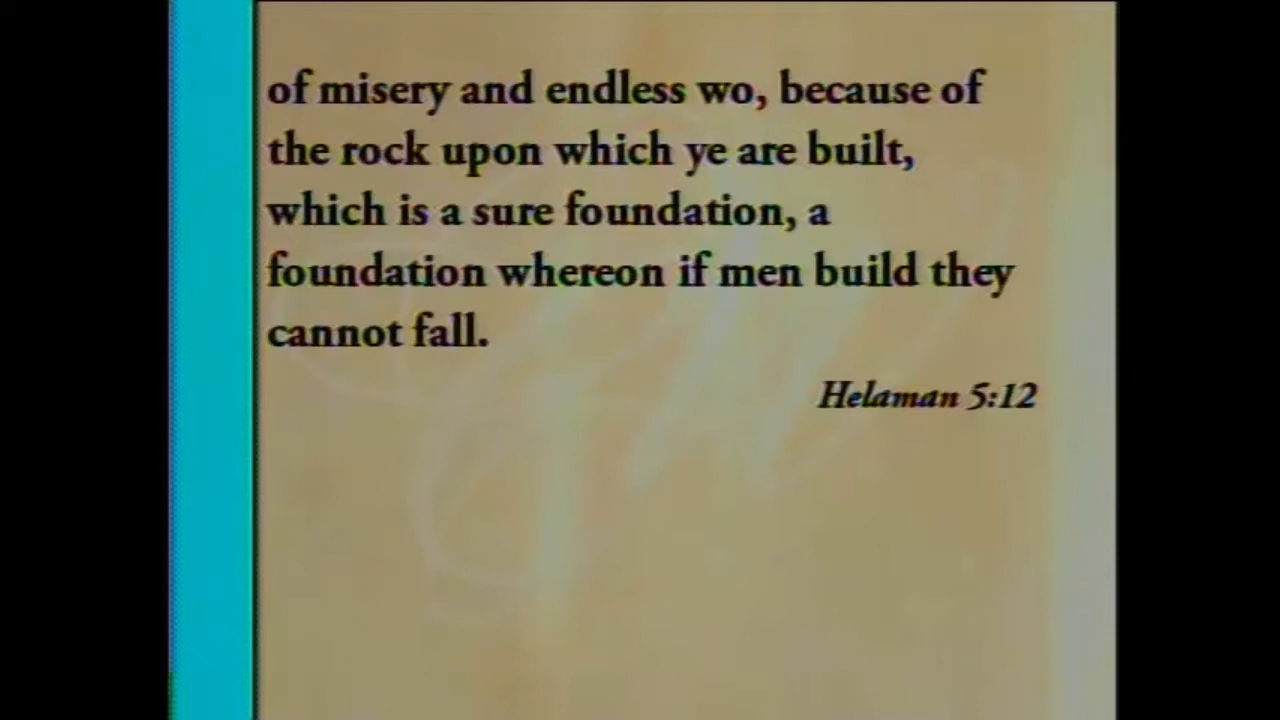 of misery and endless wo, because of
the rock upon which ye are built,
which is a sure foundation, a
foundation whereon if men build they
cannot fall.
Helaman 5:12